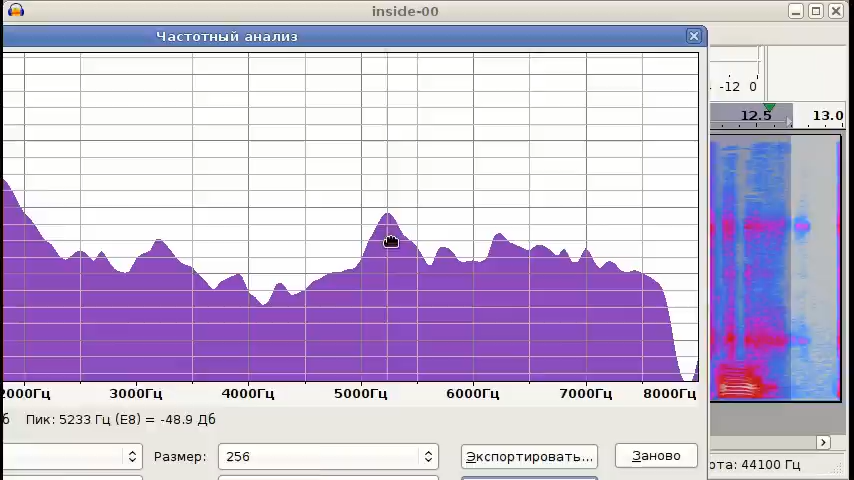 inside-00
Частотный анализ
-12 0
12.5 13.0
2000Гц 3000Гц 4000Гц 5000Гц 6000Гц 7000Гц 8000Гц
б Пик: 5233 Гц (E8) = -48.9 Дб
Размер: 256 Экспортировать... Заново
ота: 44100 Гц